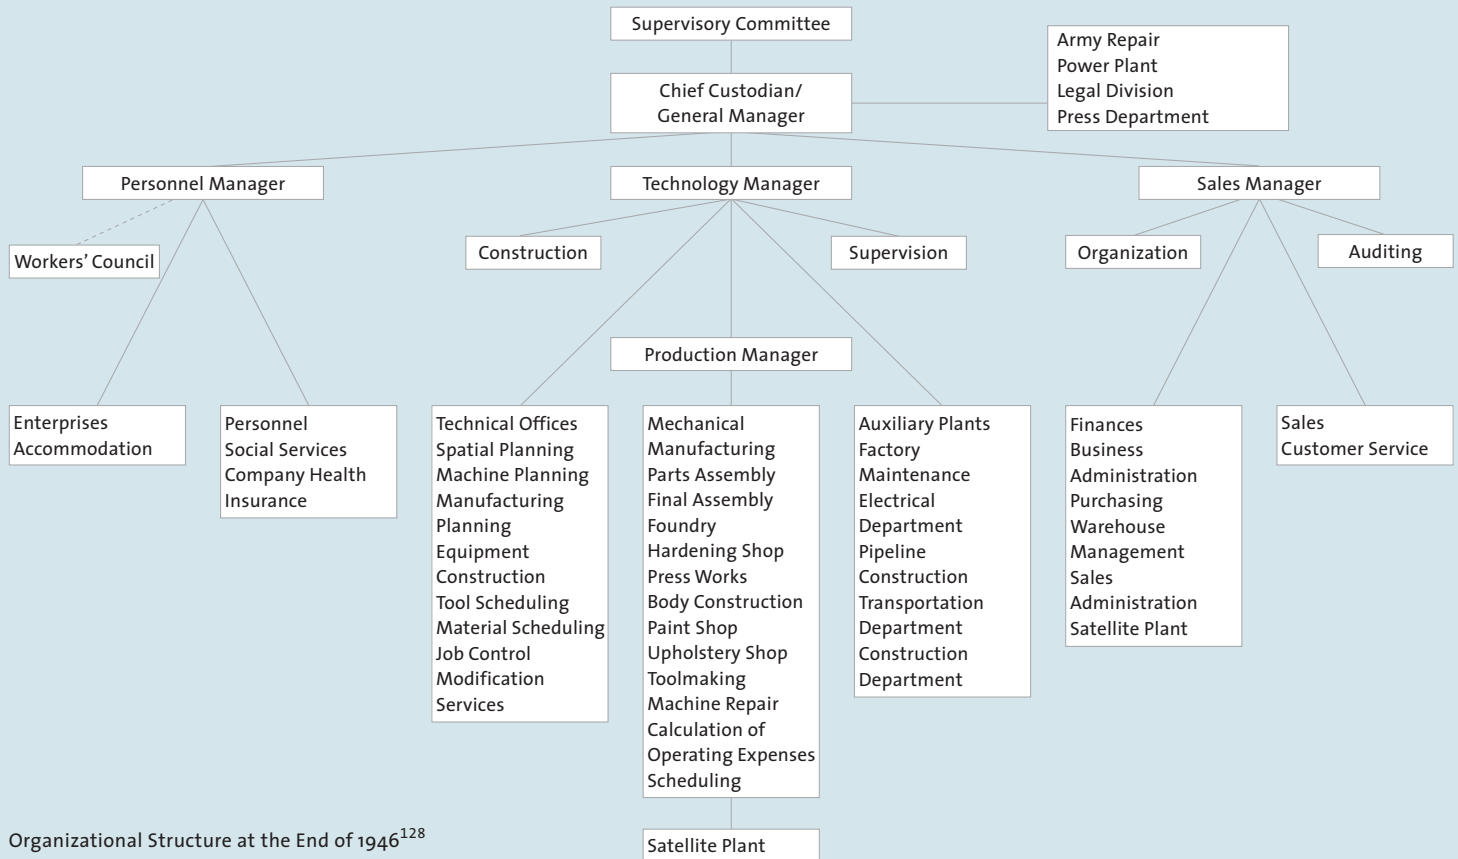 Supervisory Committee
Army Repair
Power Plant
Legal Division
Press Department
Chief Custodian/
General Manager
Personnel Manager
Technology Manager
Sales Manager
Workers’ Council
Construction
Supervision
Organization
Auditing
Production Manager
Enterprises
Accommodation
Personnel
Social Services
Company Health
Insurance
Technical Offices
Spatial Planning
Machine Planning
Manufacturing
Planning
Equipment
Construction
Tool Scheduling
Material Scheduling
Job Control
Modification
Services
Mechanical
Manufacturing
Parts Assembly
Final Assembly
Foundry
Hardening Shop
Press Works
Body Construction
Paint Shop
Upholstery Shop
Toolmaking
Machine Repair
Calculation of
Operating Expenses
Scheduling
Auxiliary Plants
Factory
Maintenance
Electrical
Department
Pipeline
Construction
Transportation
Department
Construction
Department
Finances
Business
Administration
Purchasing
Warehouse
Management
Sales
Administration
Satellite Plant
Sales
Customer Service
Satellite Plant
Organizational Structure at the End of 1946¹²⁸